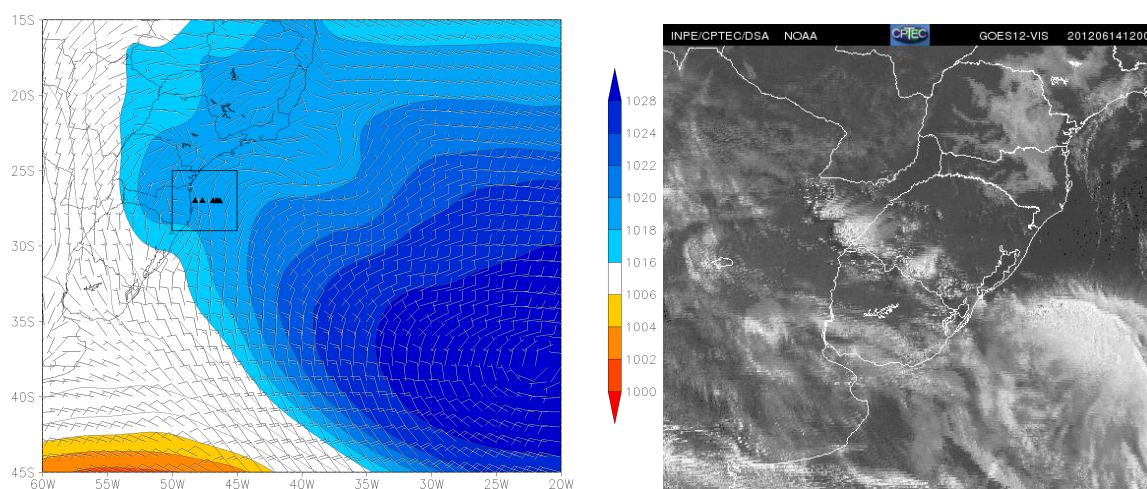 15S
20S
25S
30S
35S
40S
45S
60W 55W 50W 45W 40W 35W 30W 25W 20W
1028
1024
1022
1020
1018
1016
1006
1004
1002
1000
INPE/CPTEC/DSA NOAA CPTEC GOES12-VIS 201206141200